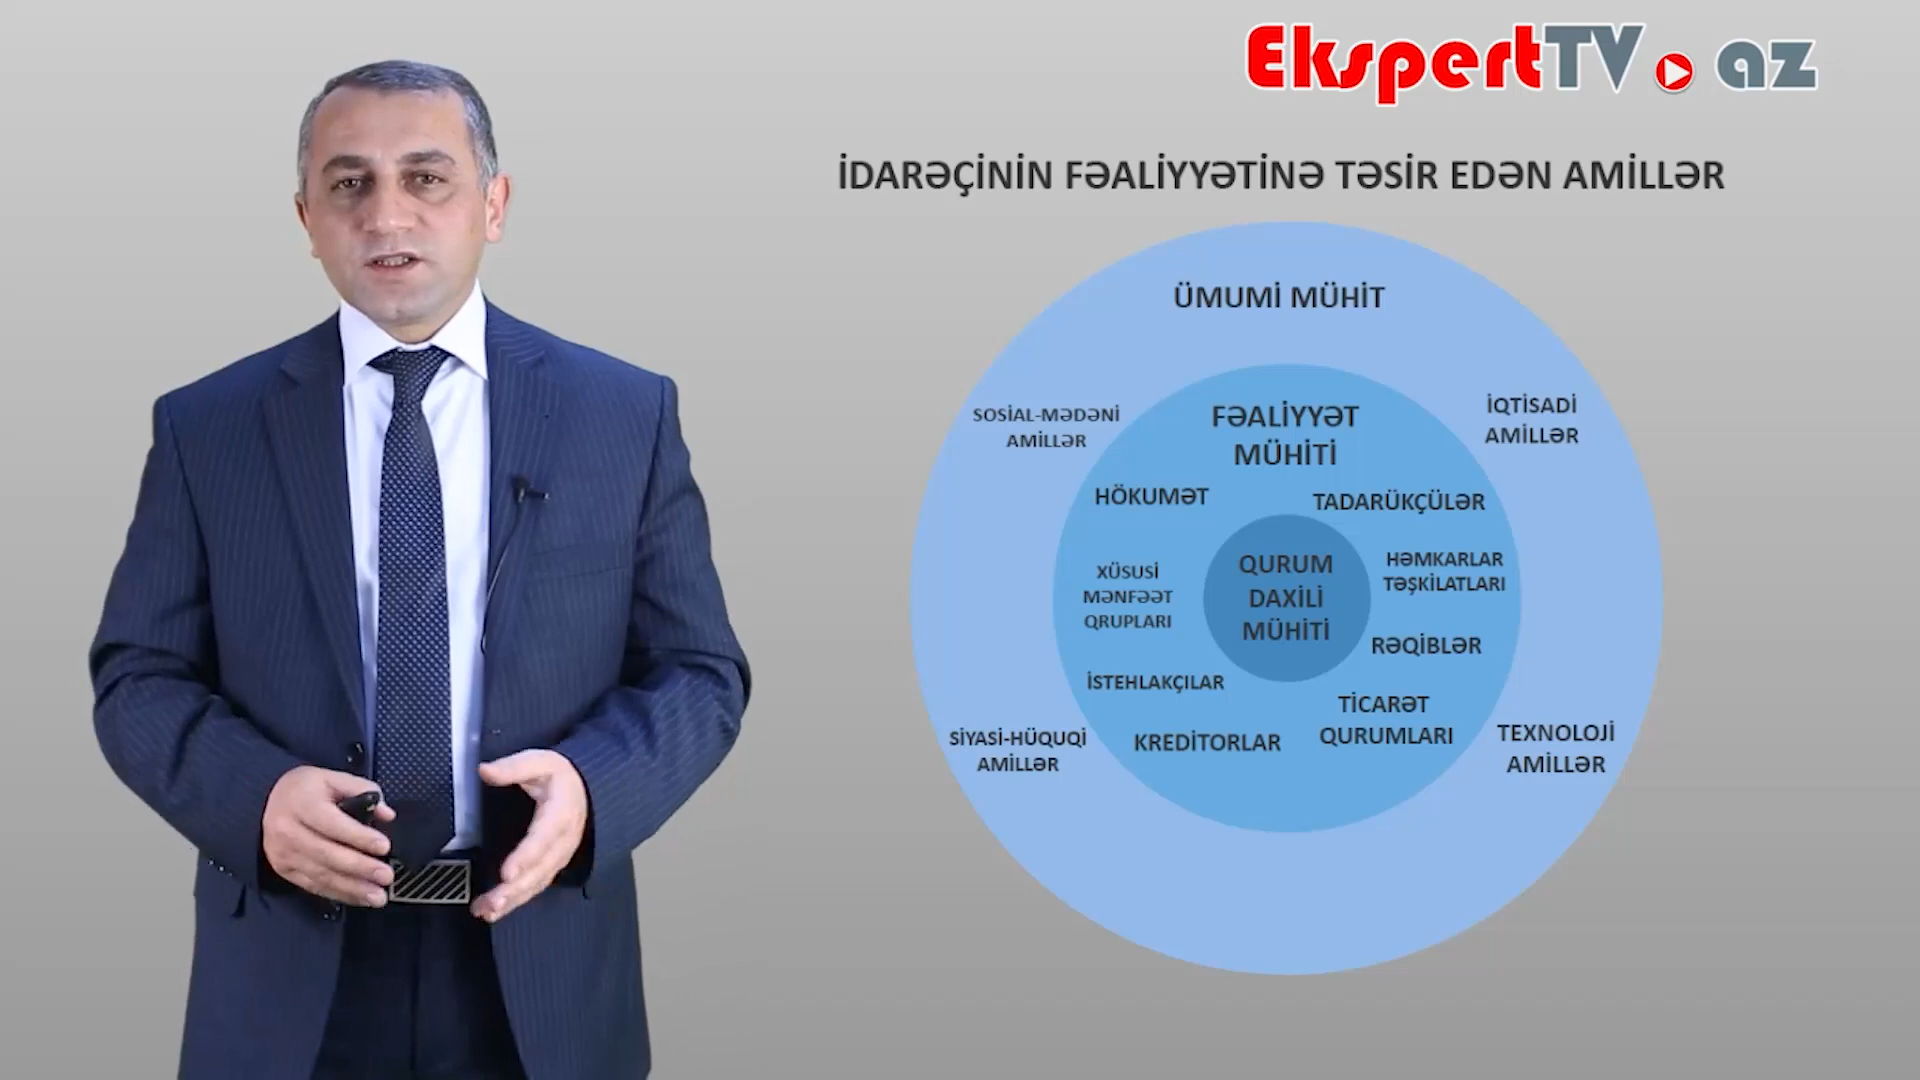 EkspertTV.az
İDARƏÇİNİN FƏALİYYƏTİNƏ TƏSİR EDƏN AMİLLƏR
ÜMUMİ MÜHİT
SOSİAL-MƏDƏNİ
AMİLLƏR
İQTİSADİ
AMİLLƏR
FƏALİYYƏT
MÜHİTİ
HÖKUMƏT
TADARÜKÇÜLƏR
XÜSUSİ
MƏNFƏƏT
QRUPLARI
QURUM
DAXİLİ
MÜHİTİ
HƏMKARLAR
TƏŞKİLATLARI
RƏQİBLƏR
İSTEHLAKÇILAR
TİCARƏT
QURUMLARI
KREDİTORLAR
SİYASİ-HÜQUQİ
AMİLLƏR
TEXNOLOJİ
AMİLLƏR